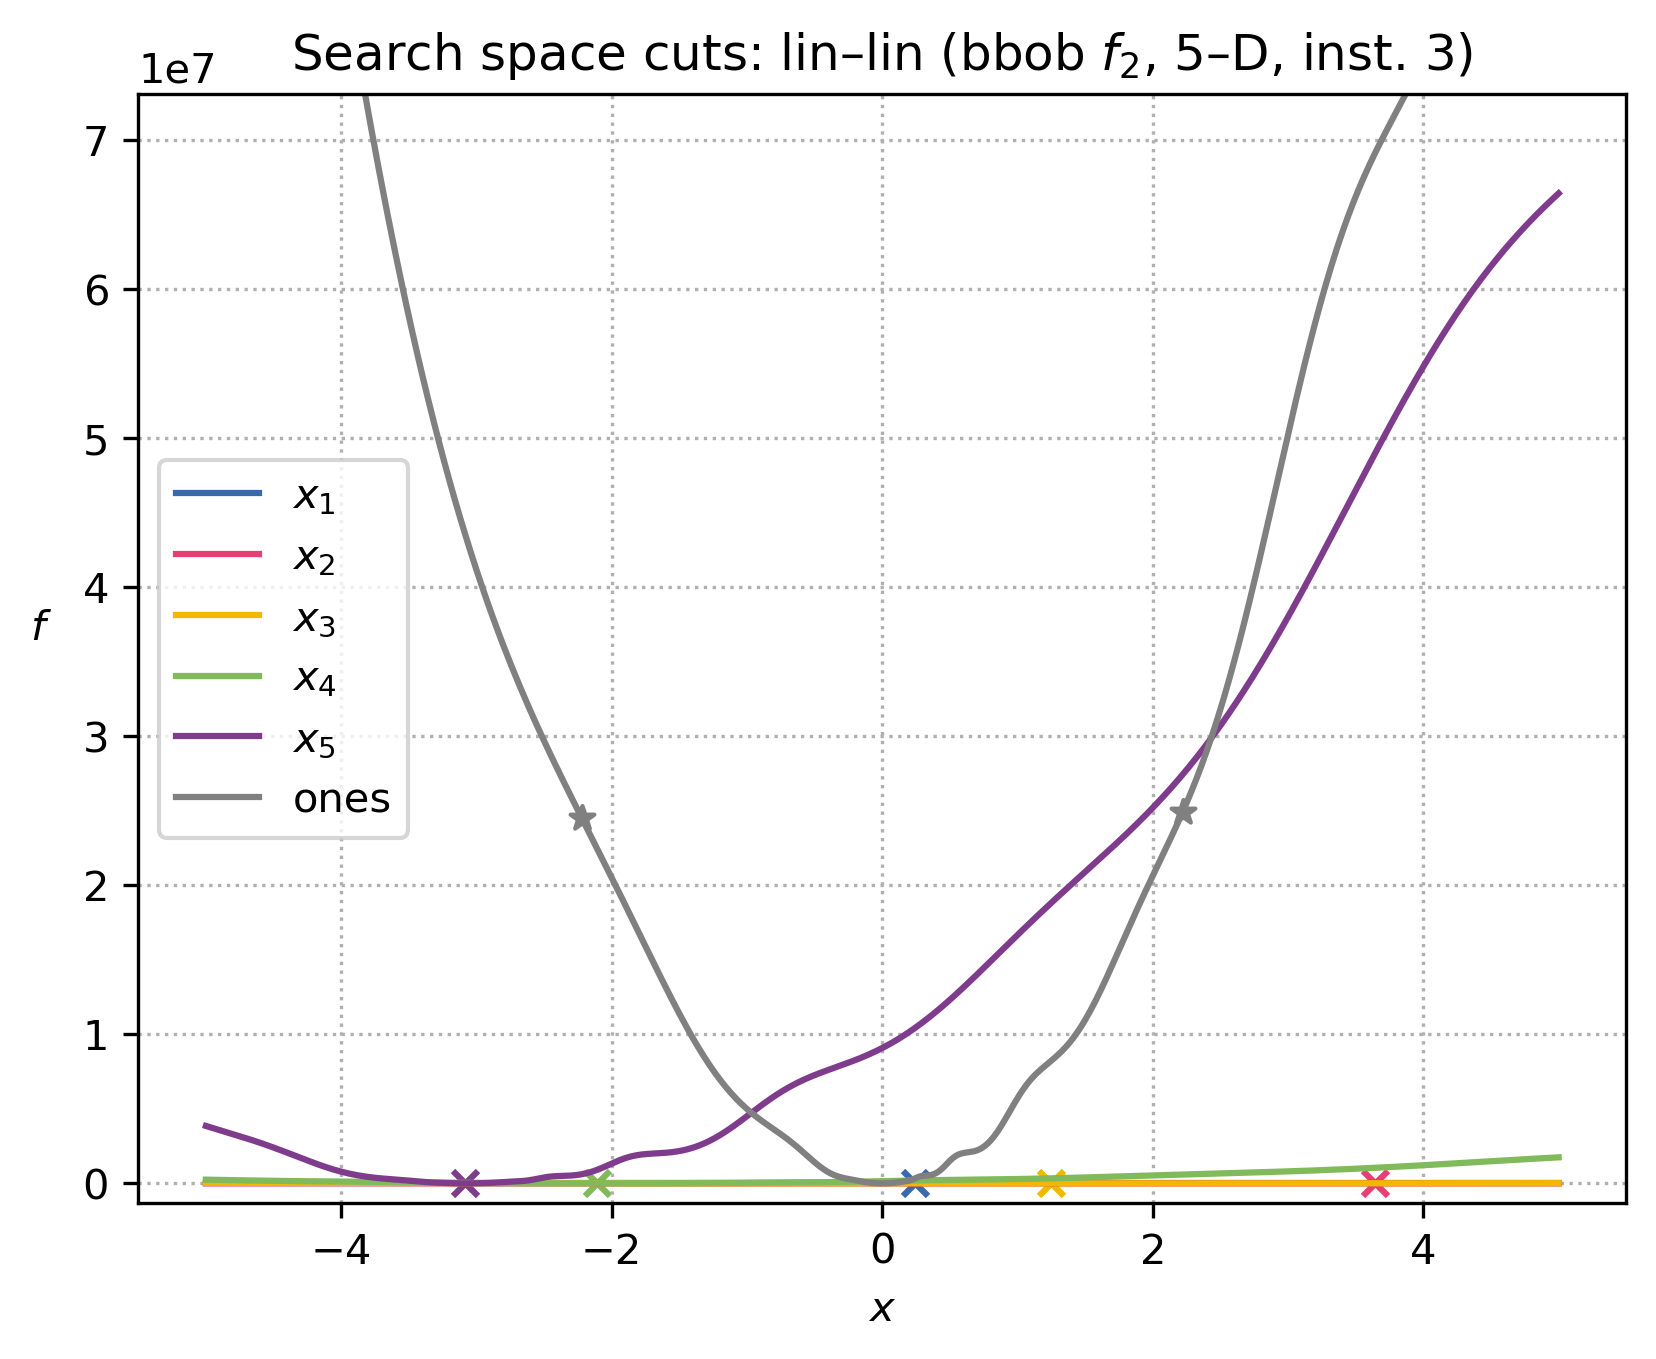 Search space cuts: lin–lin (bbob f₂, 5–D, inst. 3)
1e7
7
6
5
4
3
2
1
0
f
x₁
x₂
x₃
x₄
x₅
ones
−4 −2 0 2 4
x